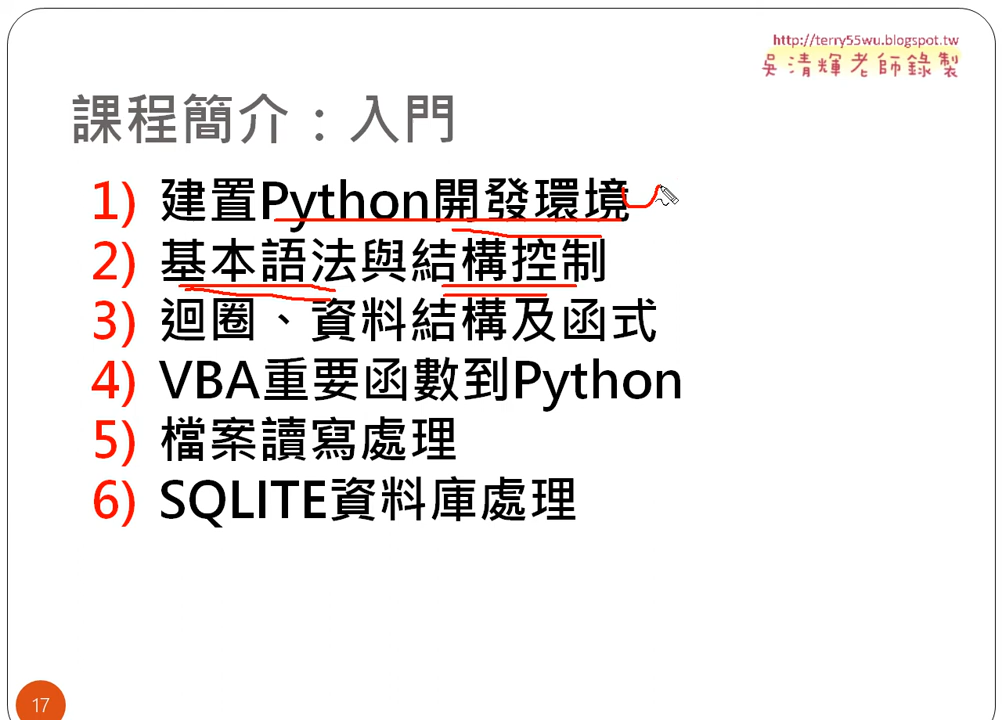 http://terry55wu.blogspot.tw
吳清輝老師錄製
課程簡介：入門
1) 建置Python開發環境
2) 基本語法與結構控制
3) 迴圈、資料結構及函式
4) VBA重要函數到Python
5) 檔案讀寫處理
6) SQLITE資料庫處理
17